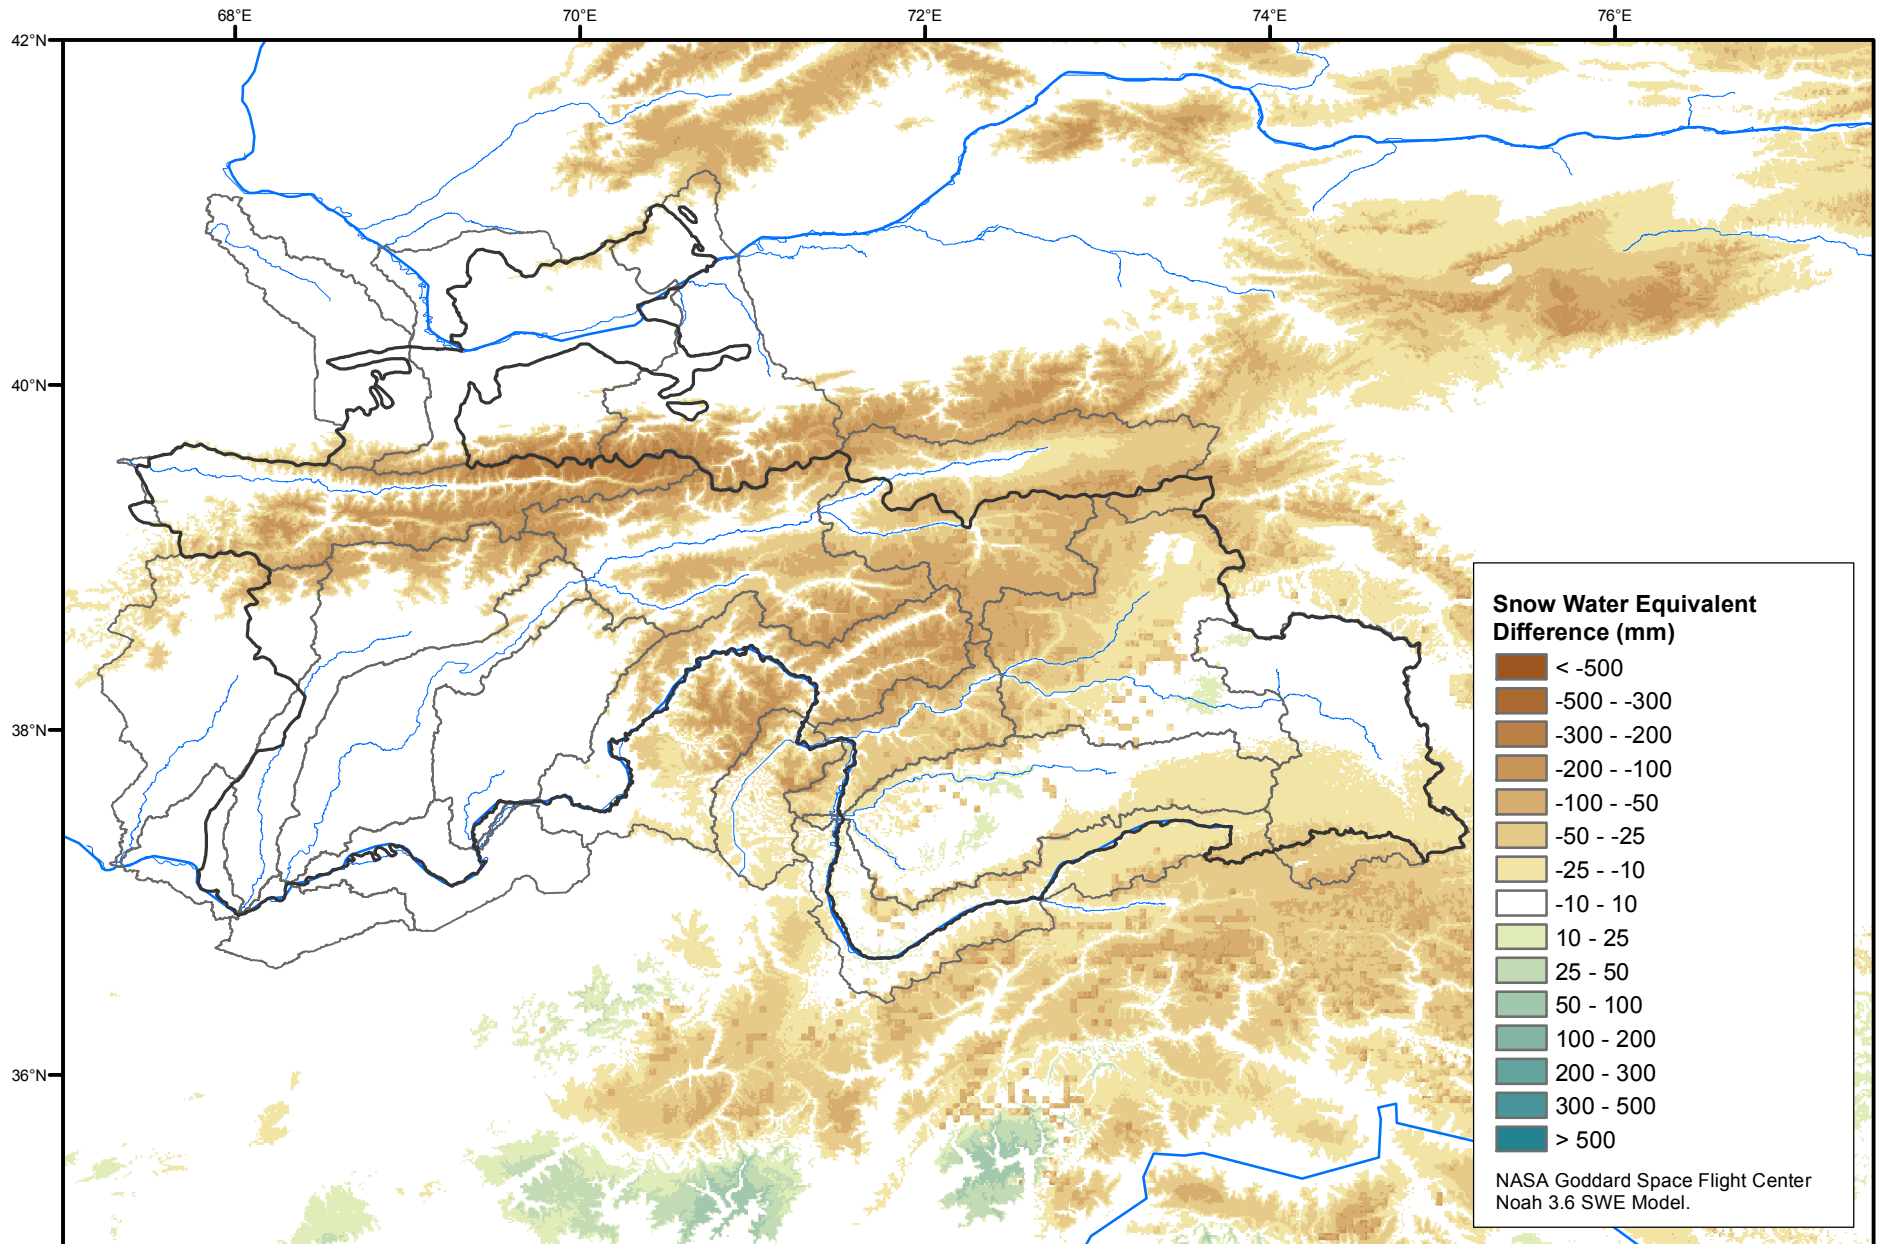 68°E 70°E 72°E 74°E 76°E
42°N
40°N
38°N
36°N
Snow Water Equivalent
Difference (mm)
< -500
-500 - -300
-300 - -200
-200 - -100
-100 - -50
-50 - -25
-25 - -10
-10 - 10
10 - 25
25 - 50
50 - 100
100 - 200
200 - 300
300 - 500
> 500
NASA Goddard Space Flight Center
Noah 3.6 SWE Model.